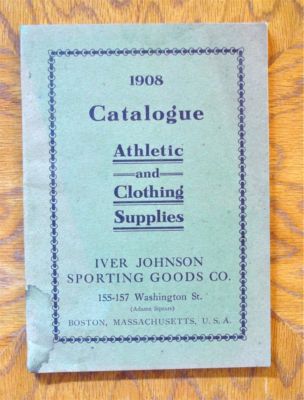 1908
Catalogue
Athletic
and
Clothing
Supplies
IVER JOHNSON
SPORTING GOODS CO.
155-157 Washington St.
(Adams Square)
BOSTON, MASSACHUSETTS, U. S. A.